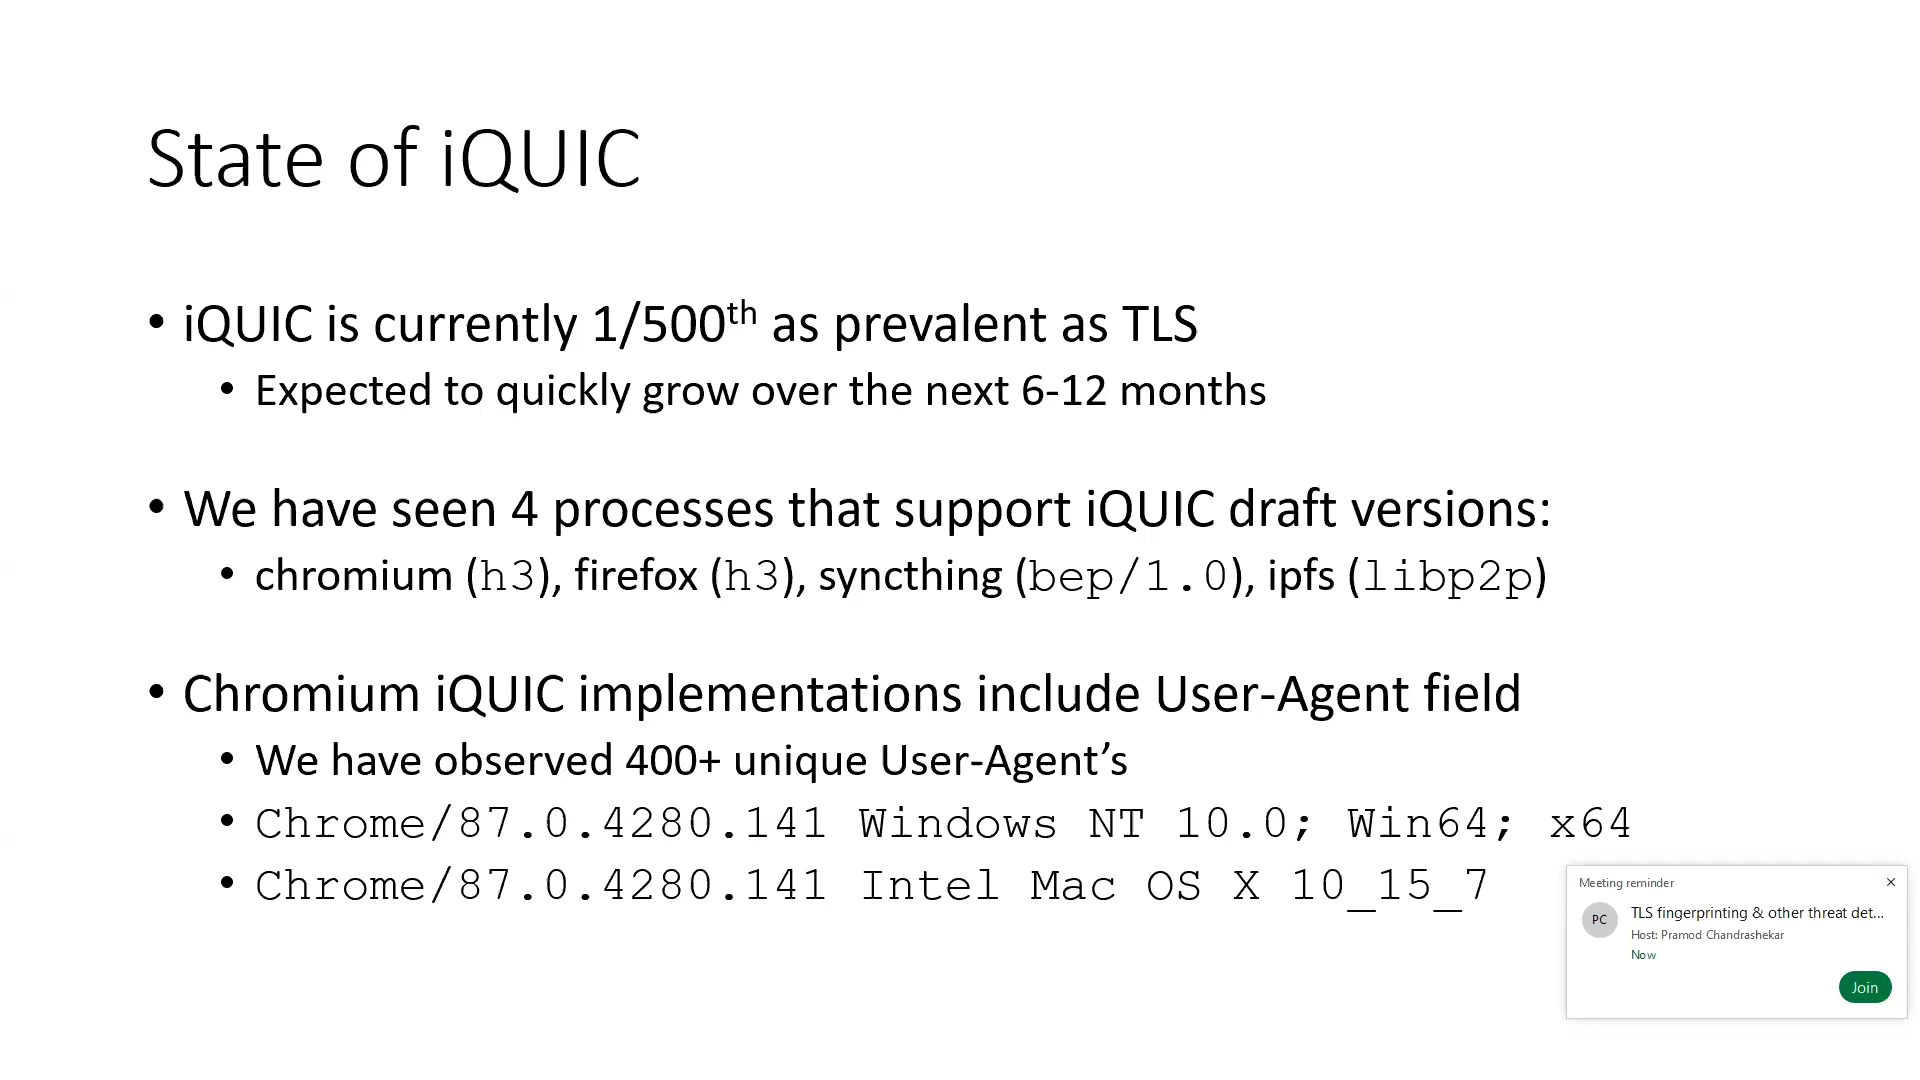 State of iQUIC
• iQUIC is currently 1/500th as prevalent as TLS
• Expected to quickly grow over the next 6-12 months
• We have seen 4 processes that support iQUIC draft versions:
• chromium (h3), firefox (h3), syncthing (bep/1.0), ipfs (libp2p)
• Chromium iQUIC implementations include User-Agent field
• We have observed 400+ unique User-Agent’s
• Chrome/87.0.4280.141 Windows NT 10.0; Win64; x64
• Chrome/87.0.4280.141 Intel Mac OS X 10_15_7
Meeting reminder
PC
TLS fingerprinting & other threat det...
Host: Pramod Chandrashekar
Now
Join